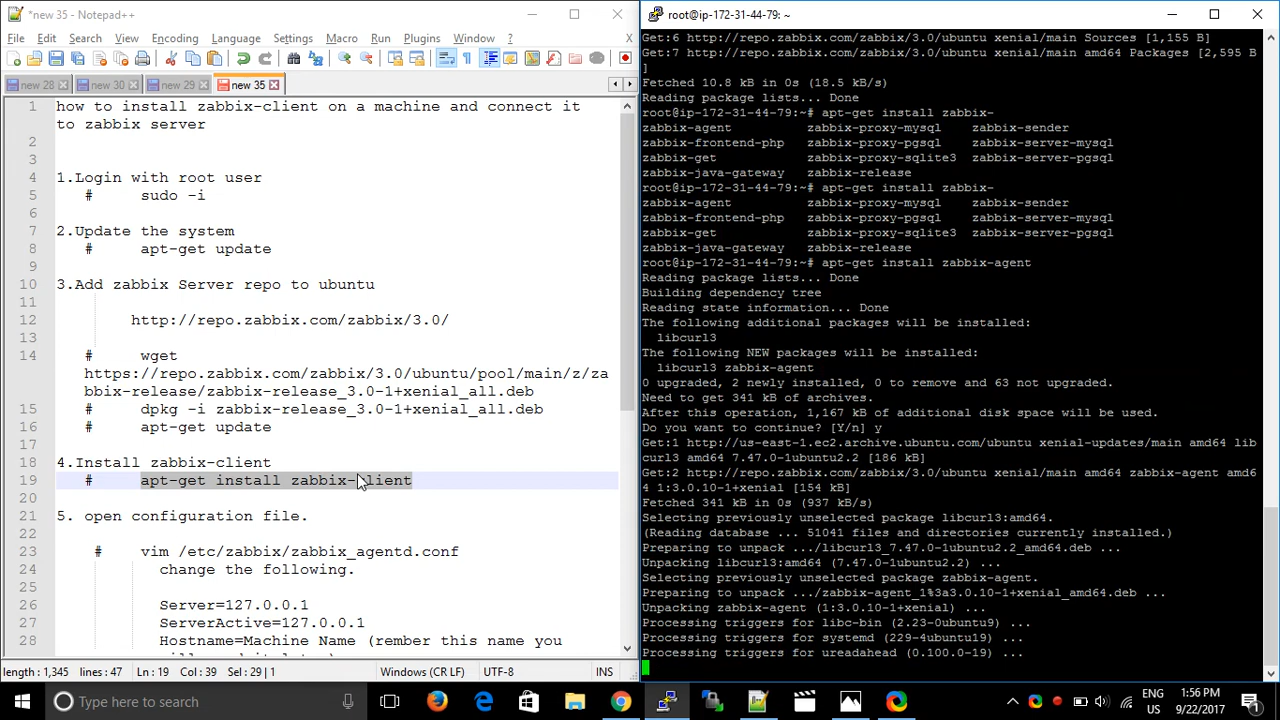 *new 35 - Notepad++
File Edit Search View Encoding Language Settings Macro Run Plugins Window ?
new 28 new 30 new 29 new 35
1 how to install zabbix-client on a machine and connect it
to zabbix server
2
3
4 1.Login with root user
5 # sudo -i
6
7 2.Update the system
8 # apt-get update
9
10 3.Add zabbix Server repo to ubuntu
11
12 http://repo.zabbix.com/zabbix/3.0/
13
14 # wget
https://repo.zabbix.com/zabbix/3.0/ubuntu/pool/main/z/za
bbix-release/zabbix-release_3.0-1+xenial_all.deb
15 # dpkg -i zabbix-release_3.0-1+xenial_all.deb
16 # apt-get update
17
18 4.Install zabbix-client
19 # apt-get install zabbix-client
20
21 5. open configuration file.
22
23 # vim /etc/zabbix/zabbix_agentd.conf
24 change the following.
25
26 Server=127.0.0.1
27 ServerActive=127.0.0.1
28 Hostname=Machine Name (rember this name you
length : 1,345 lines : 47 Ln : 19 Col : 39 Sel : 29 | 1 Windows (CR LF) UTF-8 INS
root@ip-172-31-44-79: ~
Get:6 http://repo.zabbix.com/zabbix/3.0/ubuntu xenial/main Sources [1,155 B]
Get:7 http://repo.zabbix.com/zabbix/3.0/ubuntu xenial/main amd64 Packages [2,595 B
]
Fetched 10.8 kB in 0s (18.5 kB/s)
Reading package lists... Done
root@ip-172-31-44-79:~# apt-get install zabbix-
zabbix-agent zabbix-proxy-mysql zabbix-sender
zabbix-frontend-php zabbix-proxy-pgsql zabbix-server-mysql
zabbix-get zabbix-proxy-sqlite3 zabbix-server-pgsql
zabbix-java-gateway zabbix-release
root@ip-172-31-44-79:~# apt-get install zabbix-
zabbix-agent zabbix-proxy-mysql zabbix-sender
zabbix-frontend-php zabbix-proxy-pgsql zabbix-server-mysql
zabbix-get zabbix-proxy-sqlite3 zabbix-server-pgsql
zabbix-java-gateway zabbix-release
root@ip-172-31-44-79:~# apt-get install zabbix-agent
Reading package lists... Done
Building dependency tree
Reading state information... Done
The following additional packages will be installed:
libcurl3
The following NEW packages will be installed:
libcurl3 zabbix-agent
0 upgraded, 2 newly installed, 0 to remove and 63 not upgraded.
Need to get 341 kB of archives.
After this operation, 1,167 kB of additional disk space will be used.
Do you want to continue? [Y/n] y
Get:1 http://us-east-1.ec2.archive.ubuntu.com/ubuntu xenial-updates/main amd64 lib
curl3 amd64 7.47.0-1ubuntu2.2 [186 kB]
Get:2 http://repo.zabbix.com/zabbix/3.0/ubuntu xenial/main amd64 zabbix-agent amd6
4 1:3.0.10-1+xenial [154 kB]
Fetched 341 kB in 0s (937 kB/s)
Selecting previously unselected package libcurl3:amd64.
(Reading database ... 51041 files and directories currently installed.)
Preparing to unpack .../libcurl3_7.47.0-1ubuntu2.2_amd64.deb ...
Unpacking libcurl3:amd64 (7.47.0-1ubuntu2.2) ...
Selecting previously unselected package zabbix-agent.
Preparing to unpack .../zabbix-agent_1%3a3.0.10-1+xenial_amd64.deb ...
Unpacking zabbix-agent (1:3.0.10-1+xenial) ...
Processing triggers for libc-bin (2.23-0ubuntu9) ...
Processing triggers for systemd (229-4ubuntu19) ...
Processing triggers for ureadahead (0.100.0-19) ...
Type here to search
ENG
US
1:56 PM
9/22/2017